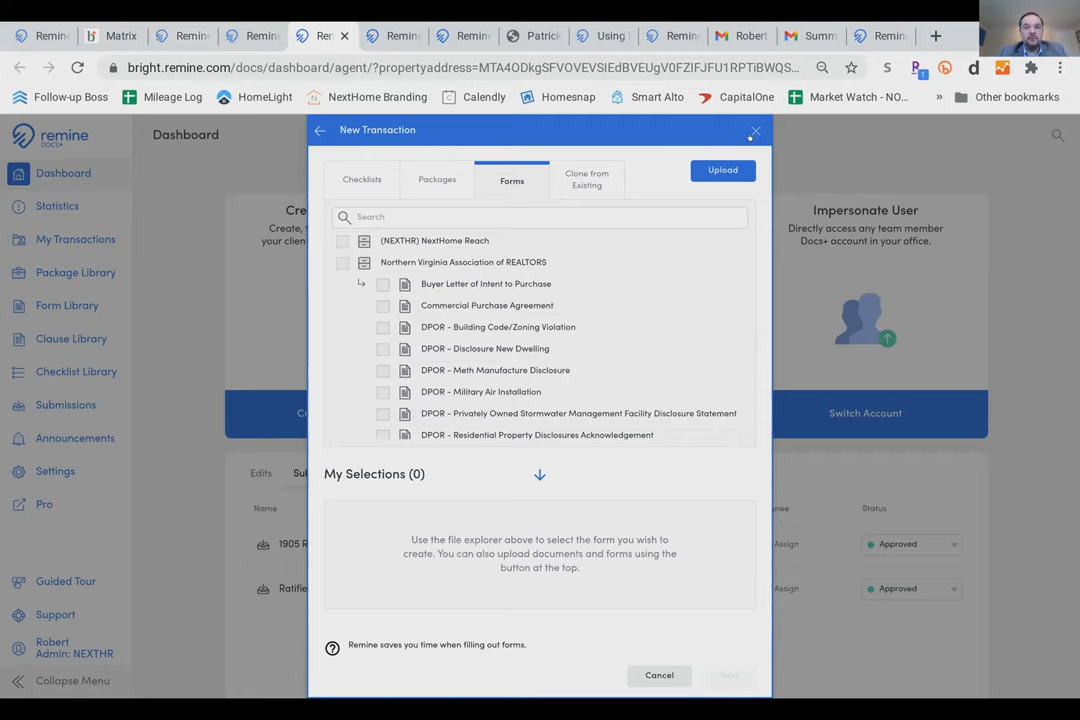 Remine
Matrix
Remine
Remine
Rem
Remine
Remine
Patrick
Using
Remine
Robert
Summ
Remine
bright.remine.com/docs/dashboard/agent/?propertyaddress=MTA4ODkgSFVOVEVSIEdBVEUgV0FZIFJFU1RPTiBWQS...
1
Follow-up Boss
Mileage Log
HomeLight
NextHome Branding
Calendly
Homesnap
Smart Alto
CapitalOne
Market Watch - NO...
»
Other bookmarks
remine
DOCS+
Dashboard
Dashboard
Statistics
My Transactions
Package Library
Form Library
Clause Library
Checklist Library
Submissions
Announcements
Settings
Pro
Guided Tour
Support
Robert
Admin: NEXTHR
Collapse Menu
Cre
Create,
your clien
Edits
Name
1905 R
Ratifie
New Transaction
Checklists
Packages
Forms
Clone from
Existing
Upload
Search
(NEXTHR) NextHome Reach
Northern Virginia Association of REALTORS
Buyer Letter of Intent to Purchase
Commercial Purchase Agreement
DPOR - Building Code/Zoning Violation
DPOR - Disclosure New Dwelling
DPOR - Meth Manufacture Disclosure
DPOR - Military Air Installation
DPOR - Privately Owned Stormwater Management Facility Disclosure Statement
DPOR - Residential Property Disclosures Acknowledgement
My Selections (0)
Use the file explorer above to select the form you wish to
create. You can also upload documents and forms using the
button at the top.
Remine saves you time when filling out forms.
Cancel
Next
Impersonate User
Directly access any team member
Docs+ account in your office.
Switch Account
Status
Assign
Approved
Assign
Approved